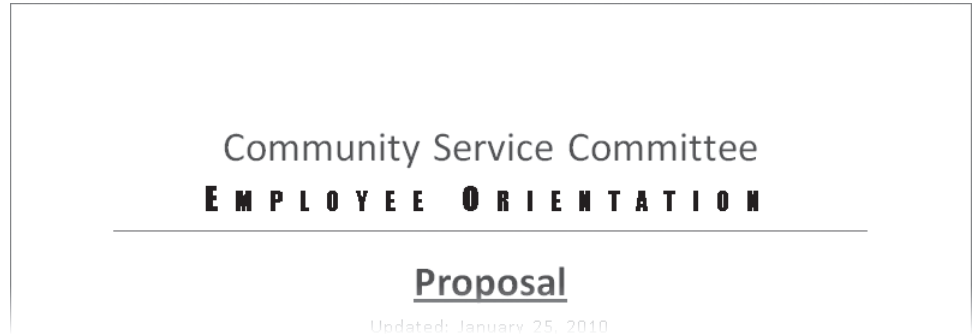 Community Service Committee
EMPLOYEE ORIENTATION
Proposal
Updated: January 25, 2010